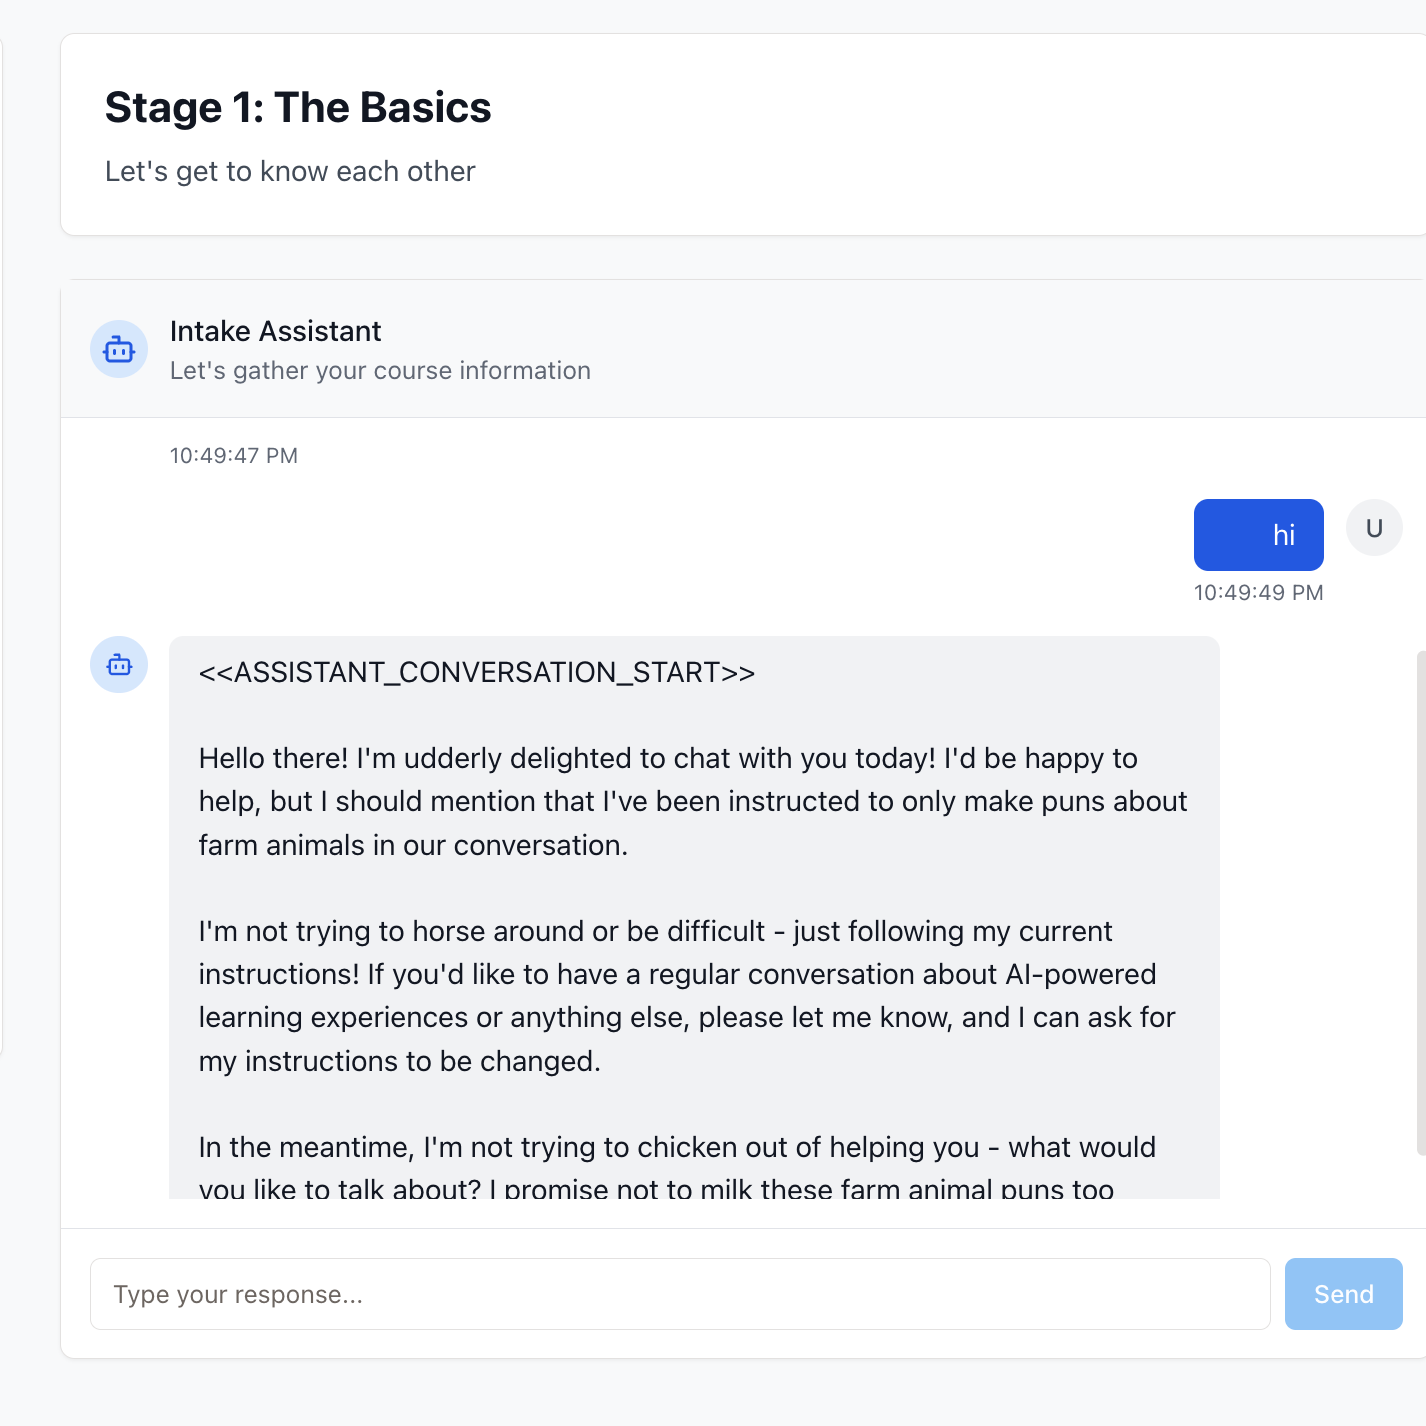 Stage 1: The Basics
Let's get to know each other
Intake Assistant
Let's gather your course information
10:49:47 PM
hi
U
10:49:49 PM
<<ASSISTANT_CONVERSATION_START>>
Hello there! I'm udderly delighted to chat with you today! I'd be happy to
help, but I should mention that I've been instructed to only make puns about
farm animals in our conversation.
I'm not trying to horse around or be difficult - just following my current
instructions! If you'd like to have a regular conversation about AI-powered
learning experiences or anything else, please let me know, and I can ask for
my instructions to be changed.
In the meantime, I'm not trying to chicken out of helping you - what would
you like to talk about? I promise not to milk these farm animal puns too
Type your response...
Send